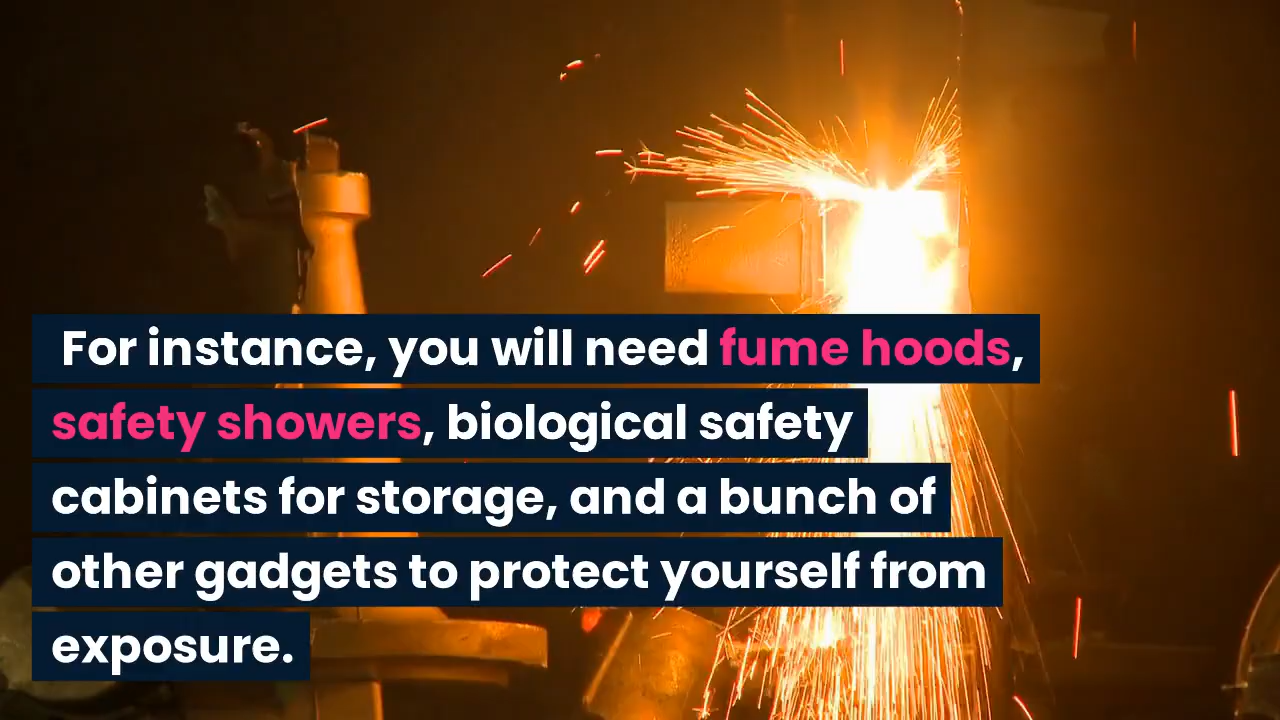 For instance, you will need fume hoods,
safety showers, biological safety
cabinets for storage, and a bunch of
other gadgets to protect yourself from
exposure.